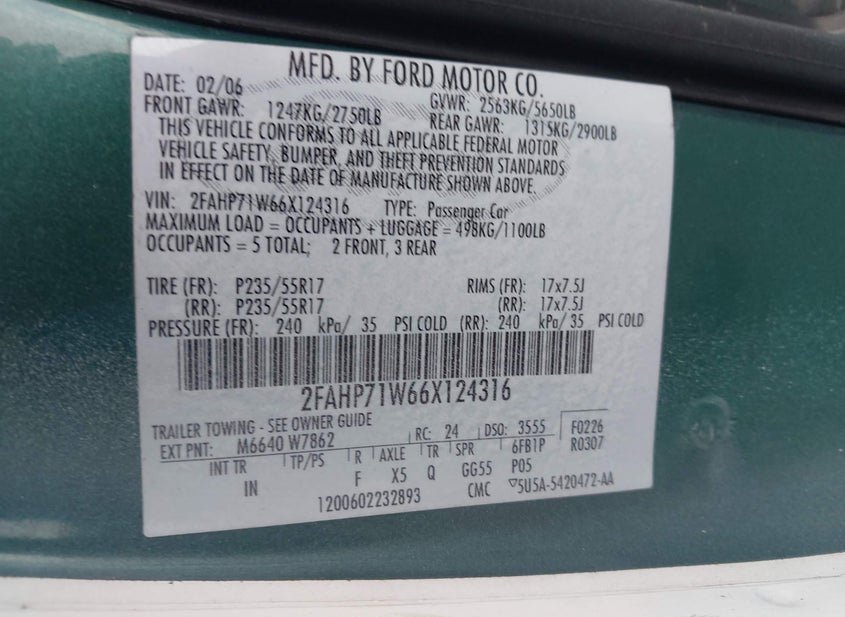 MFD. BY FORD MOTOR CO.
DATE: 02/06 GVWR: 2563KG/5650LB
FRONT GAWR: 1247KG/2750LB REAR GAWR: 1315KG/2900LB
THIS VEHICLE CONFORMS TO ALL APPLICABLE FEDERAL MOTOR
VEHICLE SAFETY, BUMPER, AND THEFT PREVENTION STANDARDS
IN EFFECT ON THE DATE OF MANUFACTURE SHOWN ABOVE.
VIN: 2FAHP71W66X124316 TYPE: Passenger Car
MAXIMUM LOAD = OCCUPANTS + LUGGAGE = 498KG/1100LB
OCCUPANTS = 5 TOTAL; 2 FRONT, 3 REAR
TIRE (FR): P235/55R17 RIMS (FR): 17x7.5J
(RR): P235/55R17 (RR): 17x7.5J
PRESSURE (FR): 240 kPa/ 35 PSI COLD (RR): 240 kPa/ 35 PSI COLD
2FAHP71W66X124316
TRAILER TOWING - SEE OWNER GUIDE
EXT PNT: M6640 W7862 RC: 24 DSO: 3555 F0226
INT TR TP/PS R AXLE TR SPR 6FB1P R0307
IN F X5 Q GG55 P05
1200602232893 CMC ▽5U5A-5420472-AA